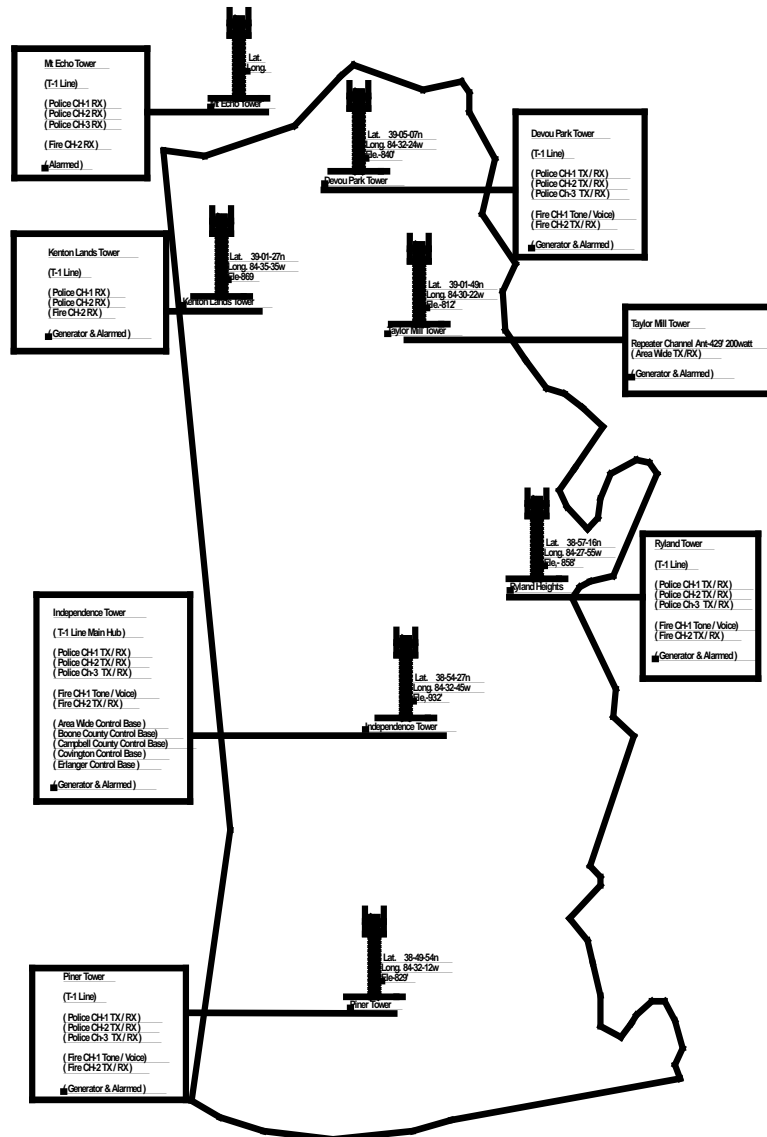 Mt Echo Tower
(T-1 Line)
( Police CH-1 RX )
( Police CH-2 RX )
( Police CH-3 RX )
( Fire CH-2 RX )
( Alarmed )
Lat.
Long.
Mt Echo Tower
Lat. 39-05-07n
Long. 84-32-24w
Ele.-840'
Devou Park Tower
Devou Park Tower
(T-1 Line)
( Police CH-1 TX / RX )
( Police CH-2 TX / RX )
( Police Ch-3 TX / RX )
( Fire CH-1 Tone / Voice )
( Fire CH-2 TX / RX )
( Generator & Alarmed )
Kenton Lands Tower
(T-1 Line)
( Police CH-1 RX )
( Police CH-2 RX )
( Fire CH-2 RX )
( Generator & Alarmed )
Lat. 39-01-27n
Long. 84-35-35w
Ele-869
Kenton Lands Tower
Lat. 39-01-49n
Long. 84-30-22w
Ele.-812'
Taylor Mill Tower
Taylor Mill Tower
Repeater Channel Ant-429' 200watt
( Area Wide TX /RX )
( Generator & Alarmed )
Lat. 38-57-16n
Long. 84-27-55w
Ele,- 858'
Ryland Heights
Ryland Tower
(T-1 Line)
( Police CH-1 TX / RX )
( Police CH-2 TX / RX )
( Police Ch-3 TX / RX )
( Fire CH-1 Tone / Voice)
( Fire CH-2 TX / RX )
( Generator & Alarmed )
Independence Tower
( T-1 Line Main Hub )
( Police CH-1 TX / RX )
( Police CH-2 TX / RX )
( Police Ch-3 TX / RX )
( Fire CH-1 Tone / Voice)
( Fire CH-2 TX / RX )
( Area Wide Control Base )
( Boone County Control Base)
( Campbell County Control Base)
( Covington Control Base )
( Erlanger Control Base )
( Generator & Alarmed )
Lat. 38-54-27n
Long. 84-32-45w
Ele,-932'
Independence Tower
Lat. 38-49-54n
Long. 84-32-12w
Ele-829'
Piner Tower
Piner Tower
(T-1 Line)
( Police CH-1 TX / RX )
( Police CH-2 TX / RX )
( Police Ch-3 TX / RX )
( Fire CH-1 Tone / Voice)
( Fire CH-2 TX / RX )
( Generator & Alarmed )